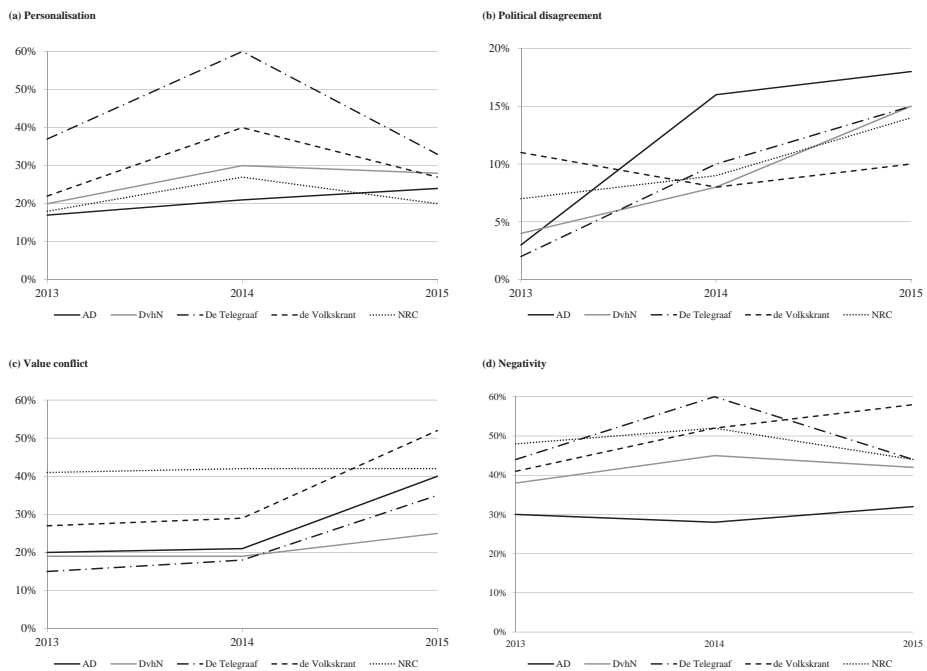 (a) Personalisation
60%
50%
40%
30%
20%
10%
0%
2013 2014 2015
AD DvhN De Telegraaf de Volkskrant NRC
(b) Political disagreement
20%
15%
10%
5%
0%
2013 2014 2015
AD DvhN De Telegraaf de Volkskrant NRC
(c) Value conflict
60%
50%
40%
30%
20%
10%
0%
2013 2014 2015
AD DvhN De Telegraaf de Volkskrant NRC
(d) Negativity
60%
50%
40%
30%
20%
10%
0%
2013 2014 2015
AD DvhN De Telegraaf de Volkskrant NRC